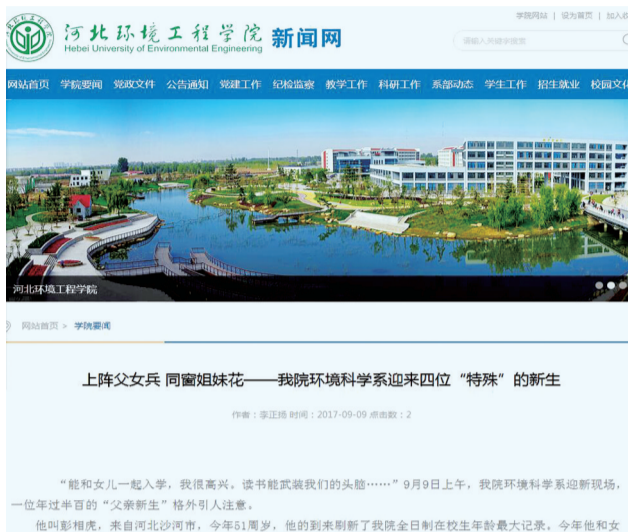 学院网站 | 设为首页 | 加入
河北环境工程学院 新闻网
Hebei University of Environmental Engineering
请输入关键字搜索
网站首页 学院要闻 党政文件 公告通知 党建工作 纪检监察 教学工作 科研工作 系部动态 学生工作 招生就业 校园文化
河北环境工程学院
网站首页 > 学院要闻
上阵父女兵 同窗姐妹花——我院环境科学系迎来四位“特殊”的新生
作者：李正扬 时间：2017-09-09 点击数：2
“能和女儿一起入学，我很高兴。读书能武装我们的头脑……”9月9日上午，我院环境科学系迎新现场，
一位年过半百的“父亲新生”格外引人注意。
他叫彭相虎，来自河北沙河市，今年51周岁，他的到来刷新了我院全日制在校生年龄最大记录，今年他和女